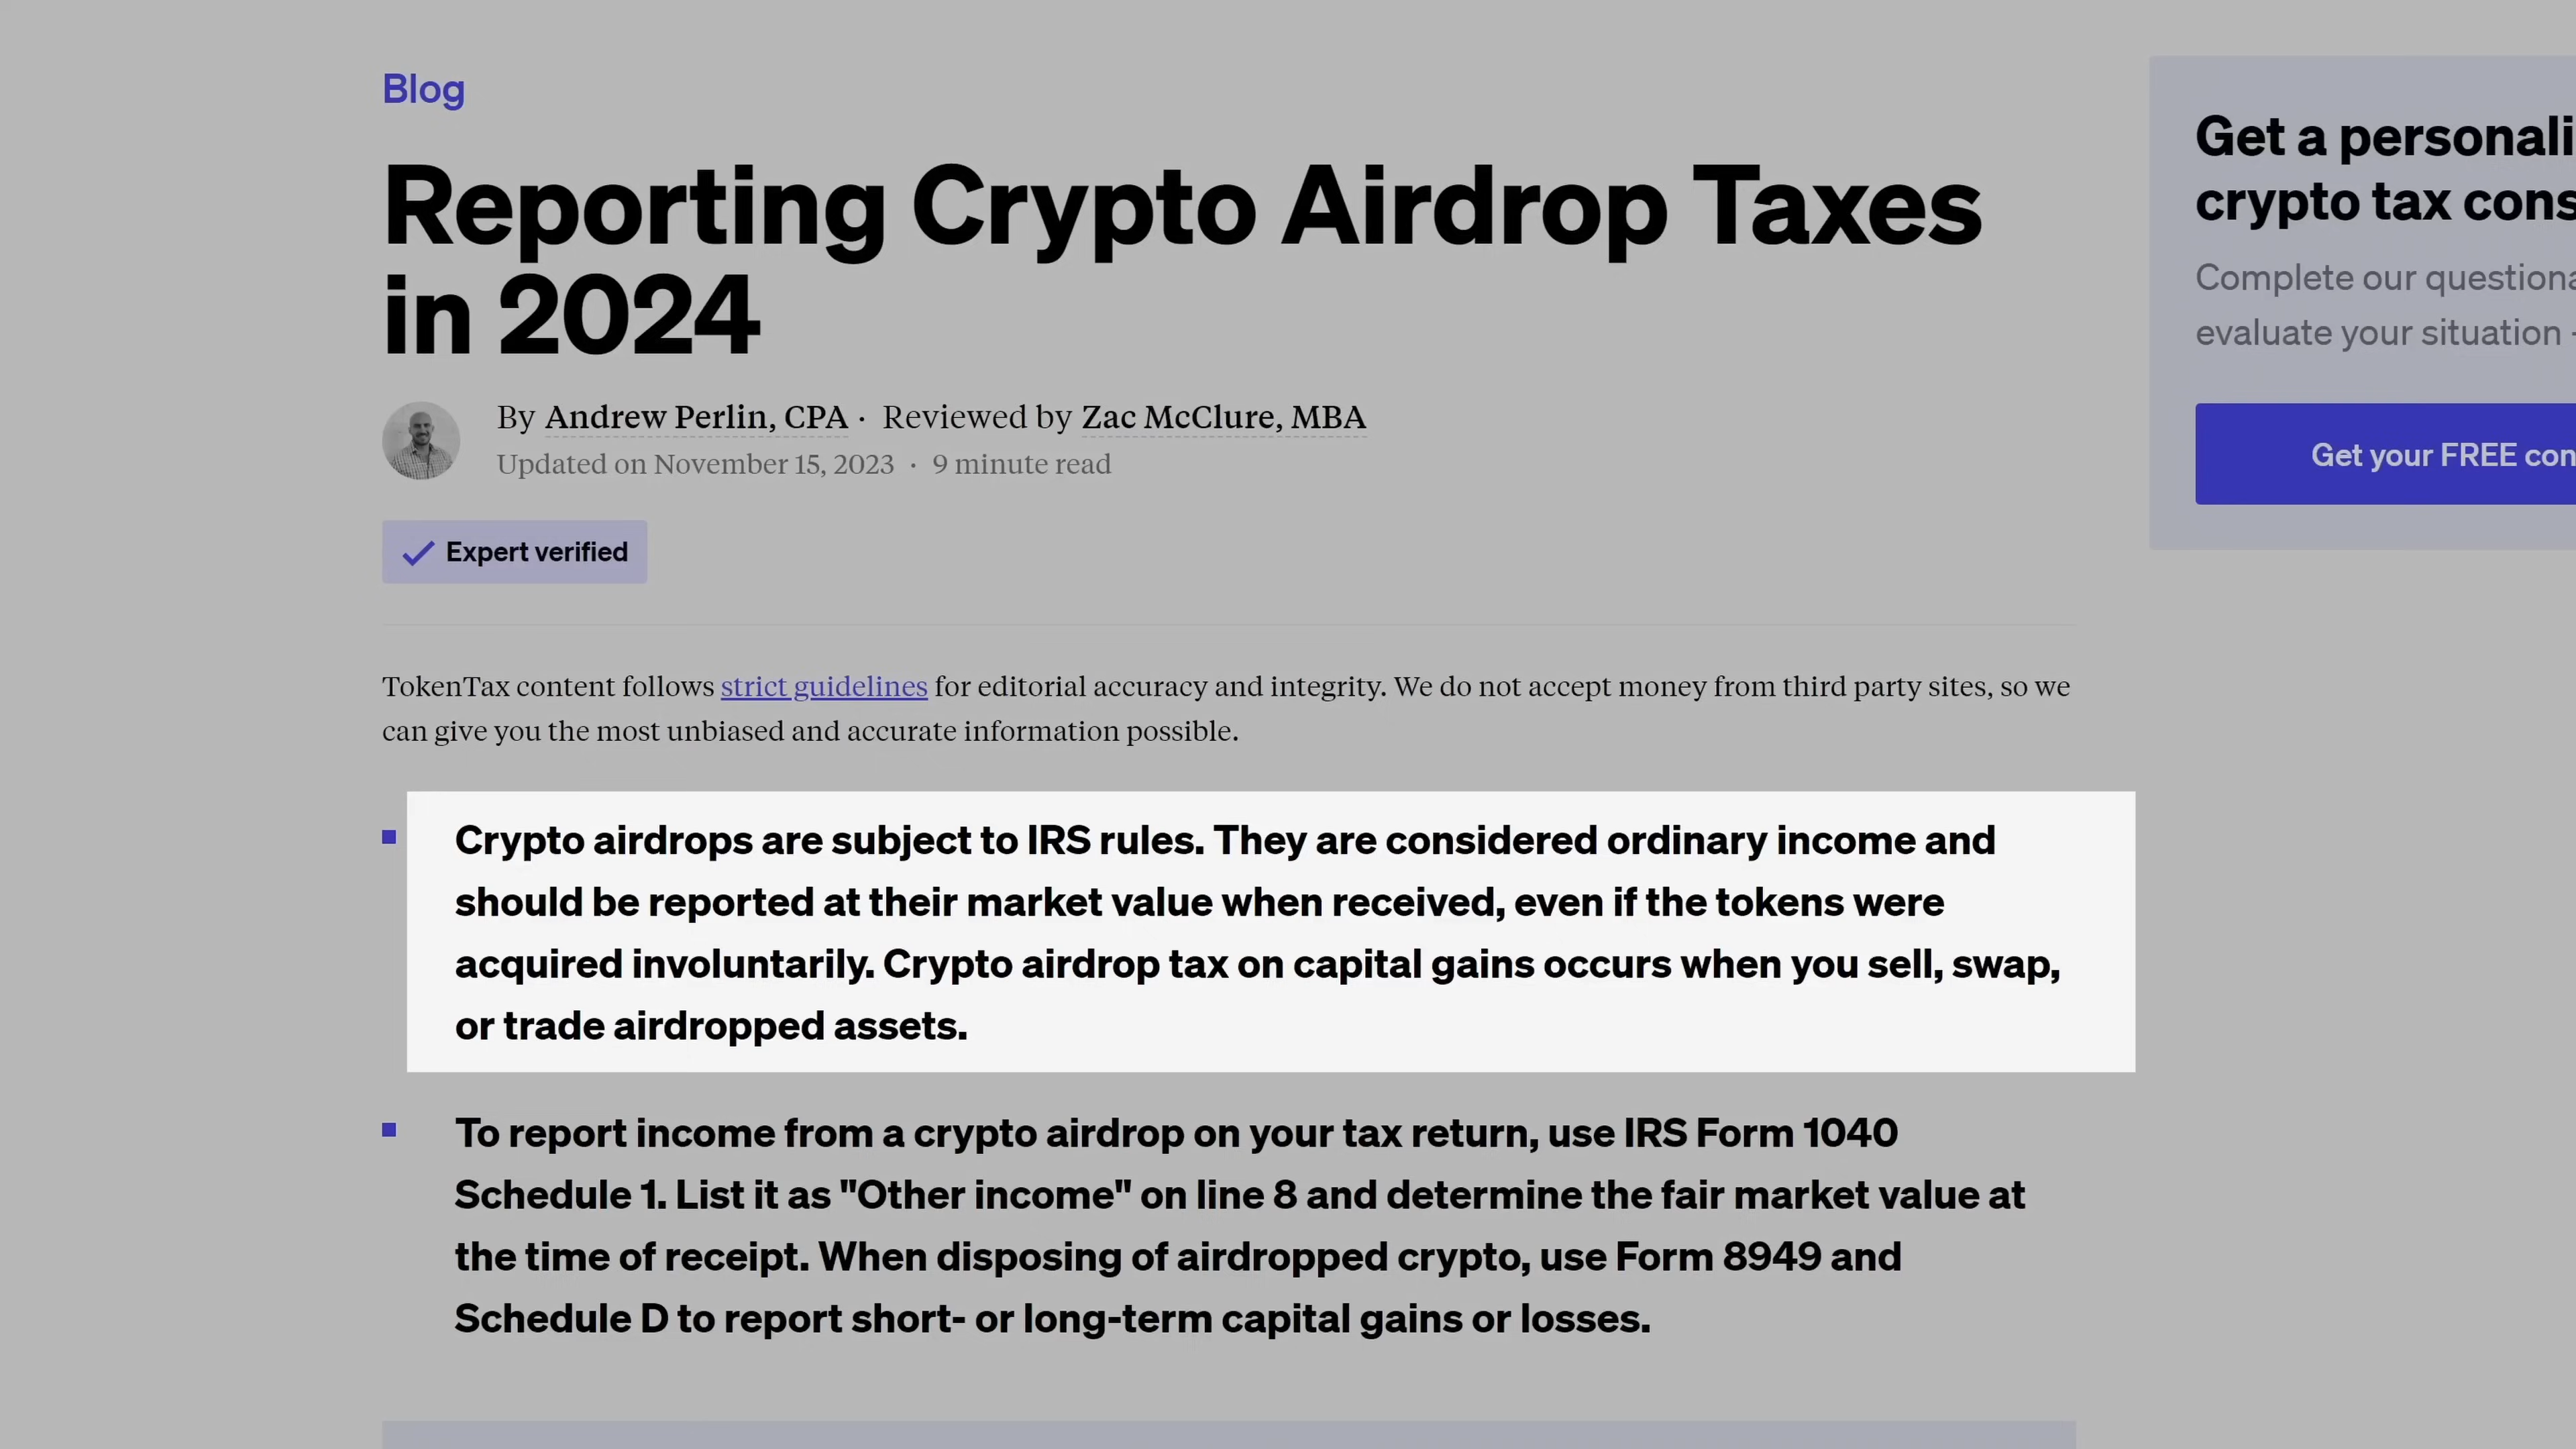 Blog
Reporting Crypto Airdrop Taxes
in 2024
By Andrew Perlin, CPA · Reviewed by Zac McClure, MBA
Updated on November 15, 2023 · 9 minute read
Expert verified
TokenTax content follows strict guidelines for editorial accuracy and integrity. We do not accept money from third party sites, so we
can give you the most unbiased and accurate information possible.
Crypto airdrops are subject to IRS rules. They are considered ordinary income and
should be reported at their market value when received, even if the tokens were
acquired involuntarily. Crypto airdrop tax on capital gains occurs when you sell, swap,
or trade airdropped assets.
To report income from a crypto airdrop on your tax return, use IRS Form 1040
Schedule 1. List it as "Other income" on line 8 and determine the fair market value at
the time of receipt. When disposing of airdropped crypto, use Form 8949 and
Schedule D to report short- or long-term capital gains or losses.
Get a personali
crypto tax cons
Complete our questiona
evaluate your situation -
Get your FREE con